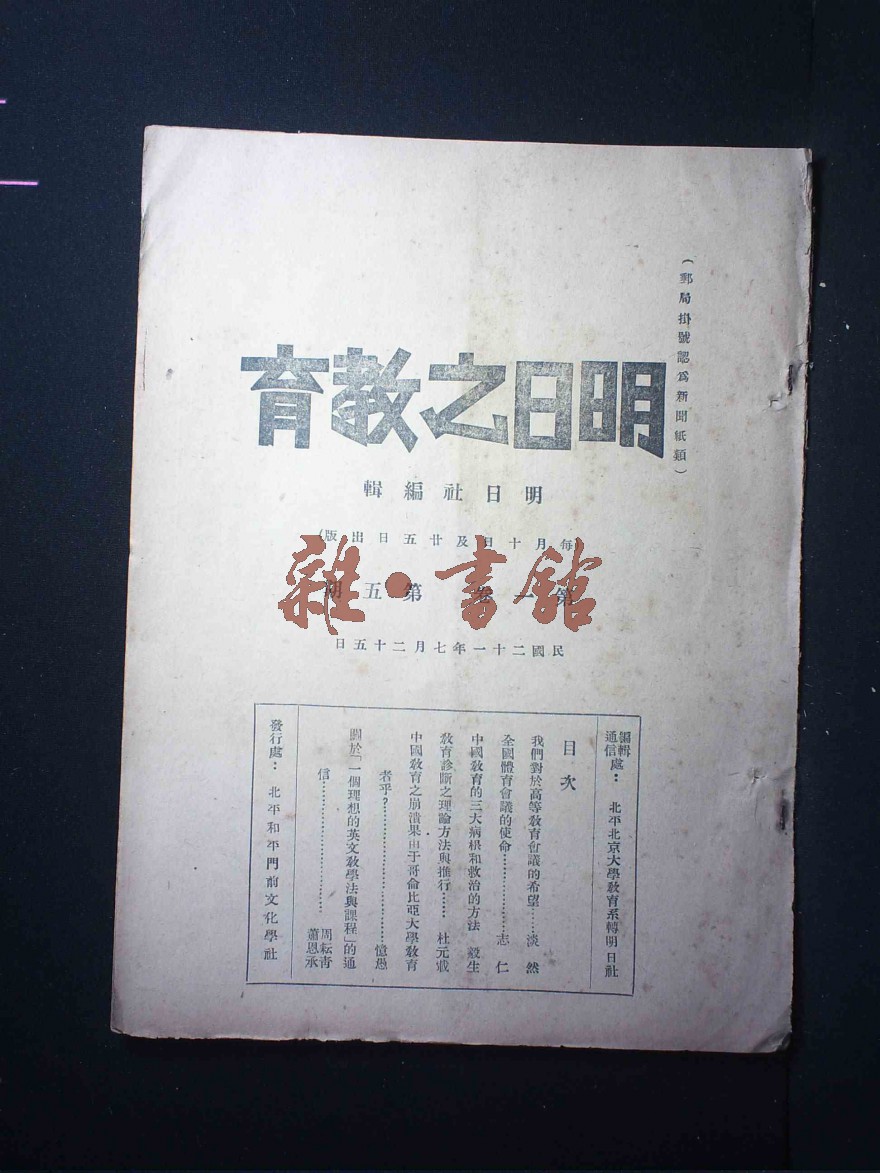 (郵局掛號認為新聞紙類)
明日之教育
明日社編輯
(每月十日及廿五日出版)
第一卷 第五期
雜·書館
民國二十一年七月二十五日
編輯
通信處：北平北京大學教育系轉明日社
目次
我們對於高等教育會議的希望……淡然
全國體育會議的使命………………志仁
中國教育的三大病根和救治的方法 毅生
教育診斷之理論方法與推行……杜元載
中國教育之崩潰果由于哥倫比亞大學教育
者乎？………………………………憶愚
關於「一個理想的英文教學法與課程」的通
信………………………………周耘青
蕭恩承
發行處：北平和平門前文化學社